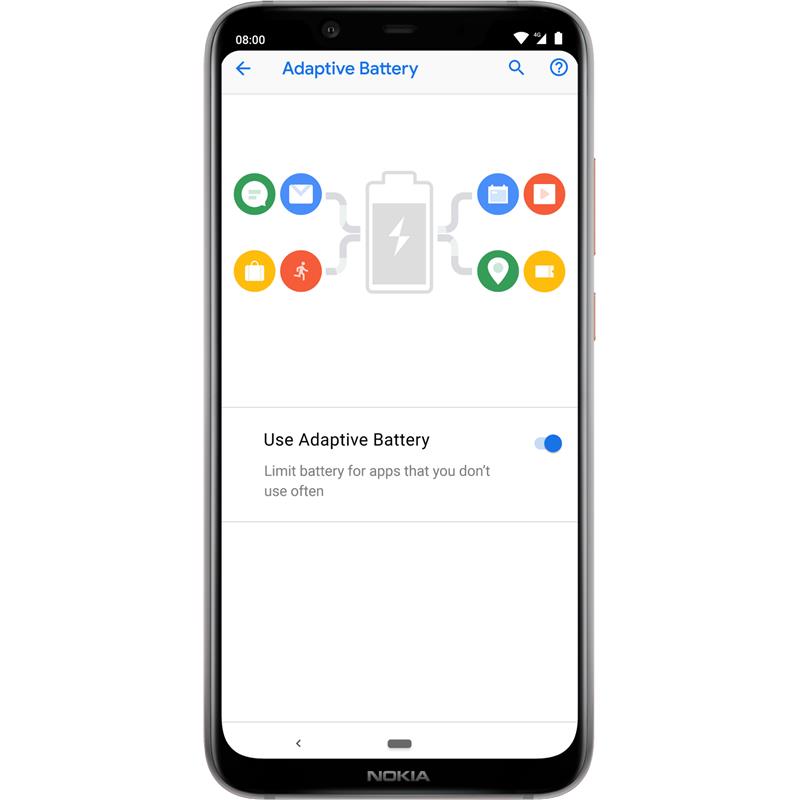 08:00
4G
Adaptive Battery
Use Adaptive Battery
Limit battery for apps that you don't
use often
NOKIA